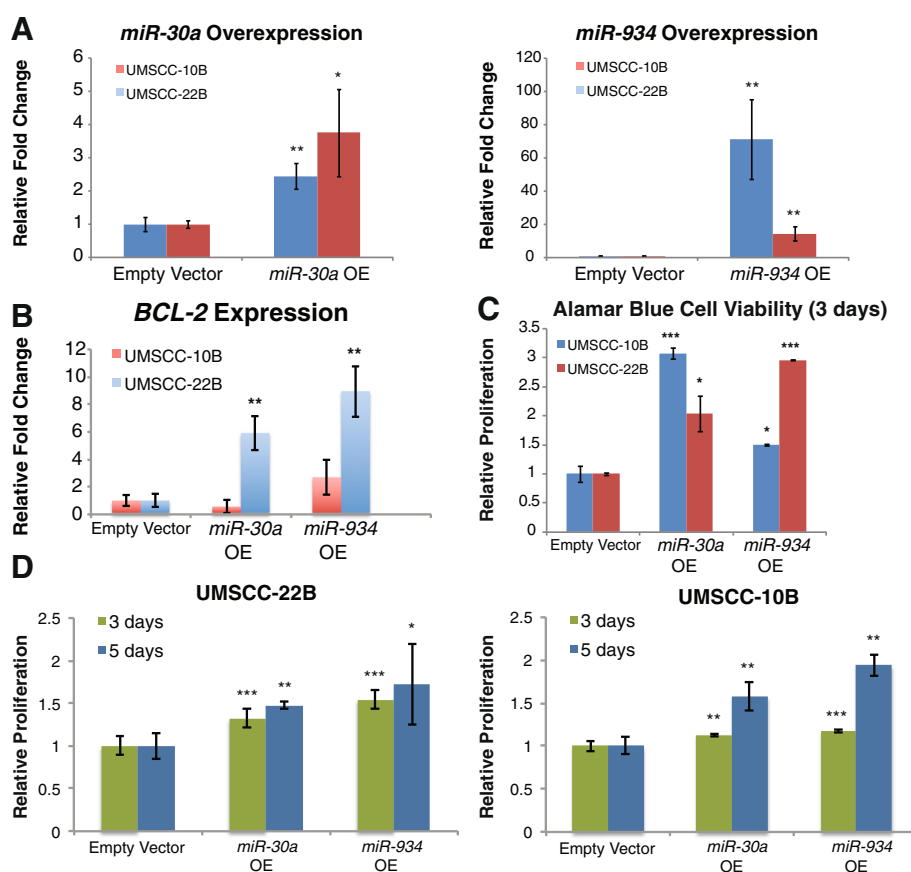 A
miR-30a Overexpression
Relative Fold Change
6
5
4
3
2
1
0
UMSCC-10B
UMSCC-22B
**
*
Empty Vector
miR-30a OE
miR-934 Overexpression
Relative Fold Change
120
100
80
60
40
20
0
UMSCC-10B
UMSCC-22B
**
**
Empty Vector
miR-934 OE
B
BCL-2 Expression
Relative Fold Change
12
10
8
6
4
2
0
UMSCC-10B
UMSCC-22B
**
**
Empty Vector
miR-30a
OE
miR-934
OE
C
Alamar Blue Cell Viability (3 days)
Relative Proliferation
3.5
3
2.5
2
1.5
1
0.5
0
UMSCC-10B
UMSCC-22B
***
*
*
***
Empty Vector
miR-30a
OE
miR-934
OE
D
UMSCC-22B
Relative Proliferation
2.5
2
1.5
1
0.5
0
3 days
5 days
***
**
***
*
Empty Vector
miR-30a
OE
miR-934
OE
UMSCC-10B
Relative Proliferation
2.5
2
1.5
1
0.5
0
3 days
5 days
**
**
***
**
Empty Vector
miR-30a
OE
miR-934
OE